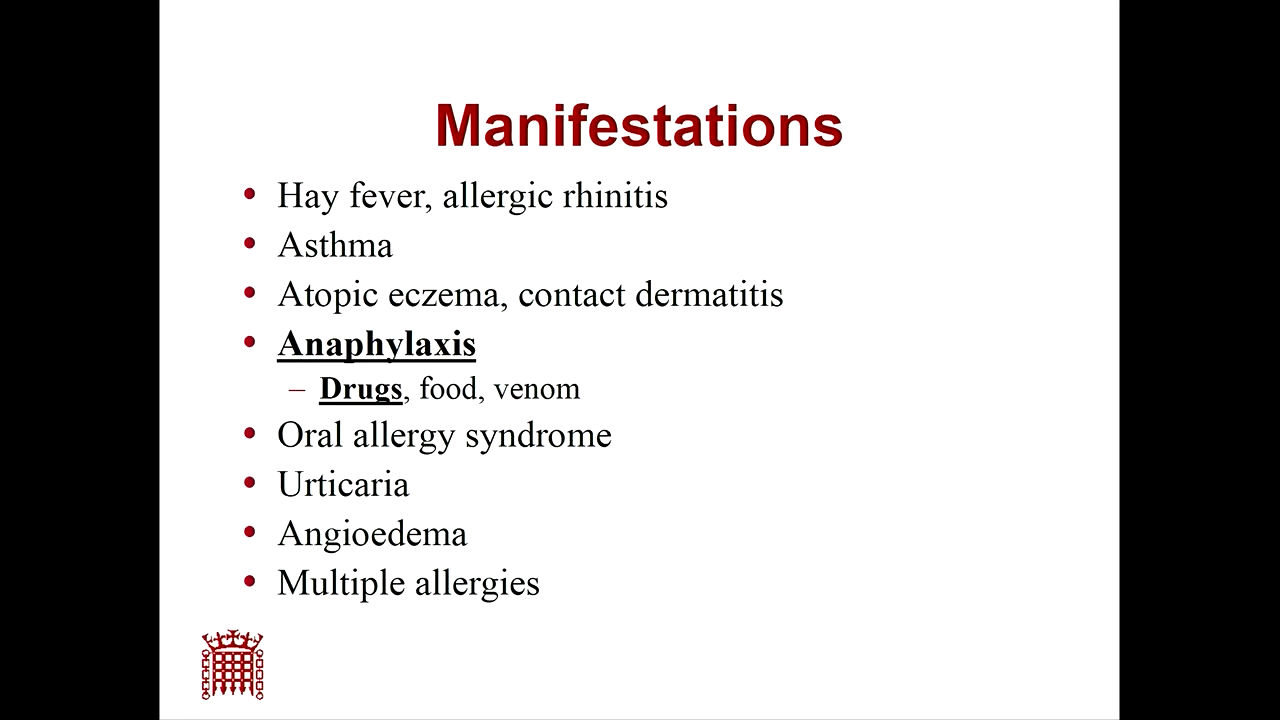 Manifestations
• Hay fever, allergic rhinitis
• Asthma
• Atopic eczema, contact dermatitis
• Anaphylaxis
– Drugs, food, venom
• Oral allergy syndrome
• Urticaria
• Angioedema
• Multiple allergies